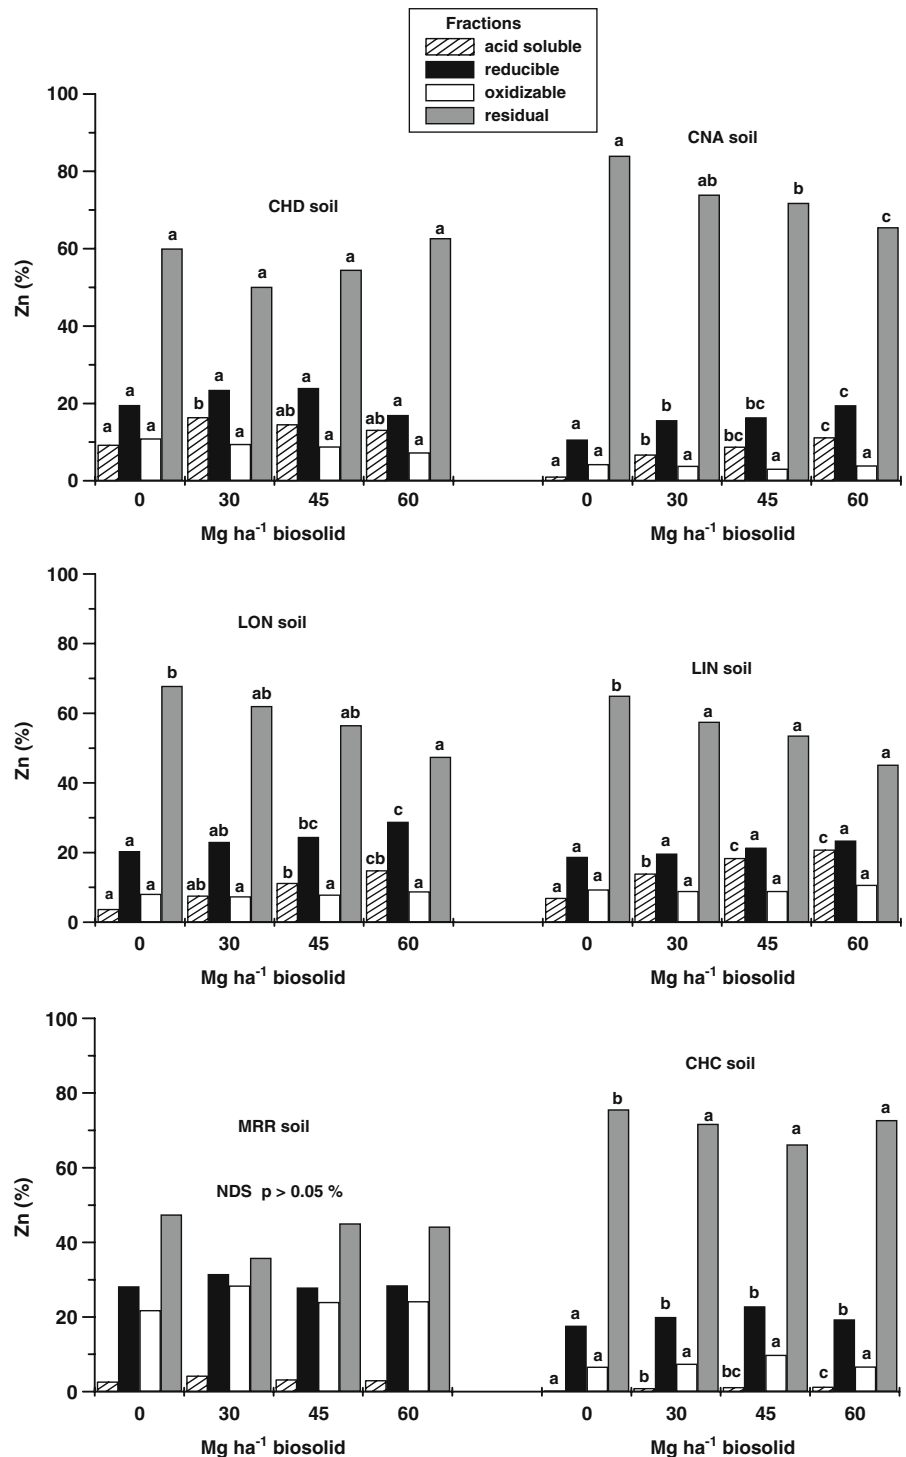 Fractions
acid soluble
reducible
oxidizable
residual
100
80
60
40
20
0
Zn (%)
CHD soil
a a a a
b a a a
ab a a a
ab a a a
0 30 45 60
Mg ha⁻¹ biosolid
CNA soil
a a a a
b b a ab
bc bc a b
c c a c
0 30 45 60
Mg ha⁻¹ biosolid
100
80
60
40
20
0
Zn (%)
LON soil
a a a b
ab ab a ab
b bc a ab
cb c a a
0 30 45 60
Mg ha⁻¹ biosolid
LIN soil
a a a b
b a a a
c a a a
c a a a
0 30 45 60
Mg ha⁻¹ biosolid
100
80
60
40
20
0
Zn (%)
MRR soil
NDS p > 0.05 %
0 30 45 60
Mg ha⁻¹ biosolid
CHC soil
a a a b
b b a a
bc b a a
c b a a
0 30 45 60
Mg ha⁻¹ biosolid